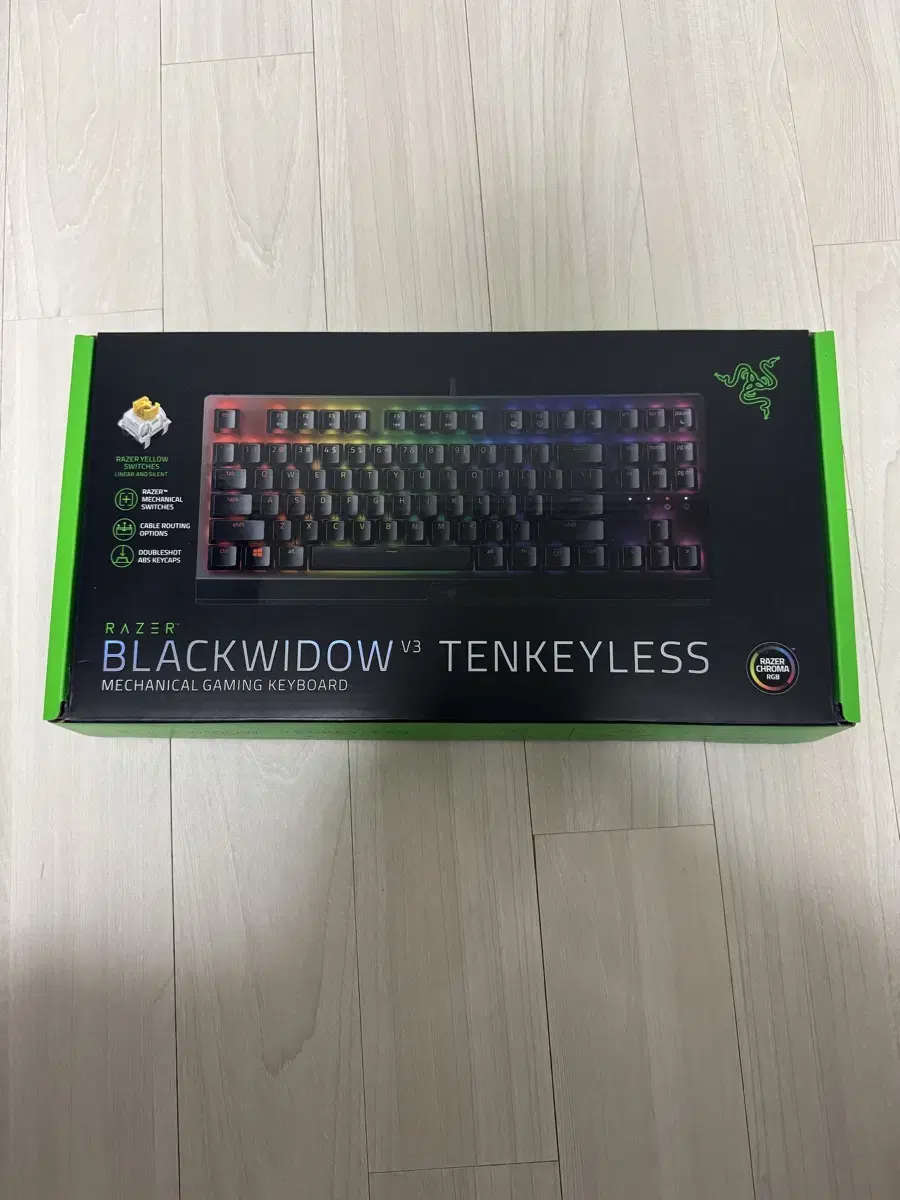 RAZER YELLOW
SWITCHES
LINEAR AND SILENT
RAZER™
MECHANICAL
SWITCHES
CABLE ROUTING
OPTIONS
DOUBLESHOT
ABS KEYCAPS
RAZER™
BLACKWIDOW V3 TENKEYLESS
MECHANICAL GAMING KEYBOARD
RAZER
CHROMA
RGB